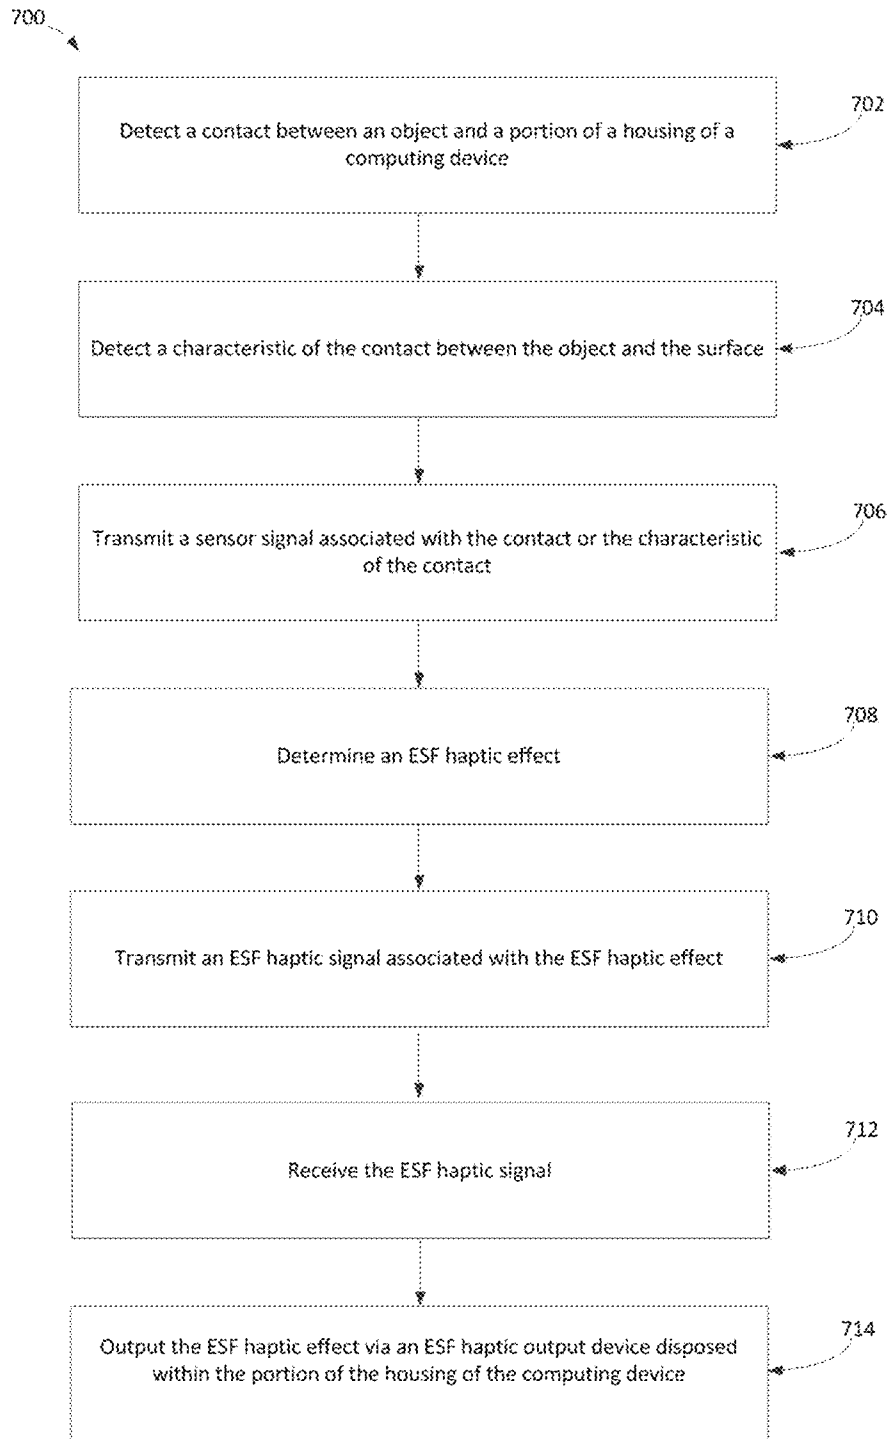 700
702
Detect a contact between an object and a portion of a housing of a
computing device
704
Detect a characteristic of the contact between the object and the surface
706
Transmit a sensor signal associated with the contact or the characteristic
of the contact
708
Determine an ESF haptic effect
710
Transmit an ESF haptic signal associated with the ESF haptic effect
712
Receive the ESF haptic signal
714
Output the ESF haptic effect via an ESF haptic output device disposed
within the portion of the housing of the computing device